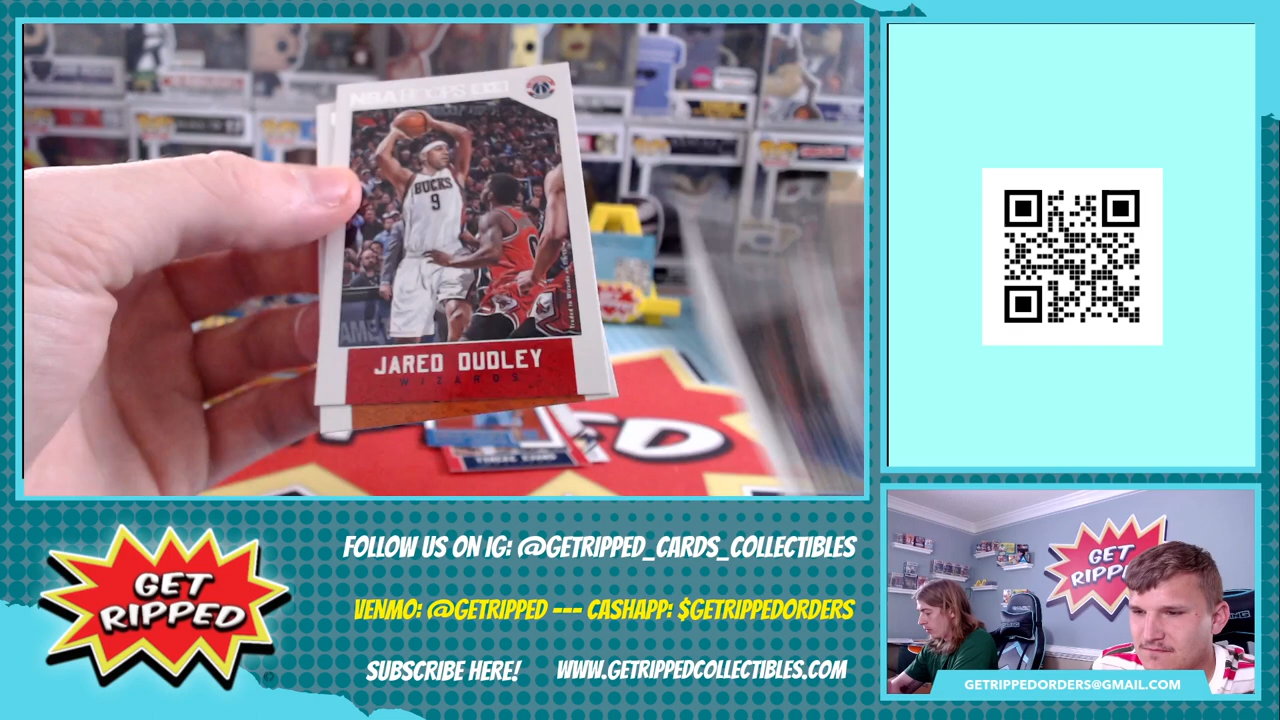 NBA HOOPS
BUCKS
9
JARED DUDLEY
WIZARDS
GET
RIPPED
FOLLOW US ON IG: @GETRIPPED_CARDS_COLLECTIBLES
VENMO: @GETRIPPED --- CASHAPP: $GETRIPPEDORDERS
SUBSCRIBE HERE!
WWW.GETRIPPEDCOLLECTIBLES.COM
GET
GETRIPPEDORDERS@GMAIL.COM